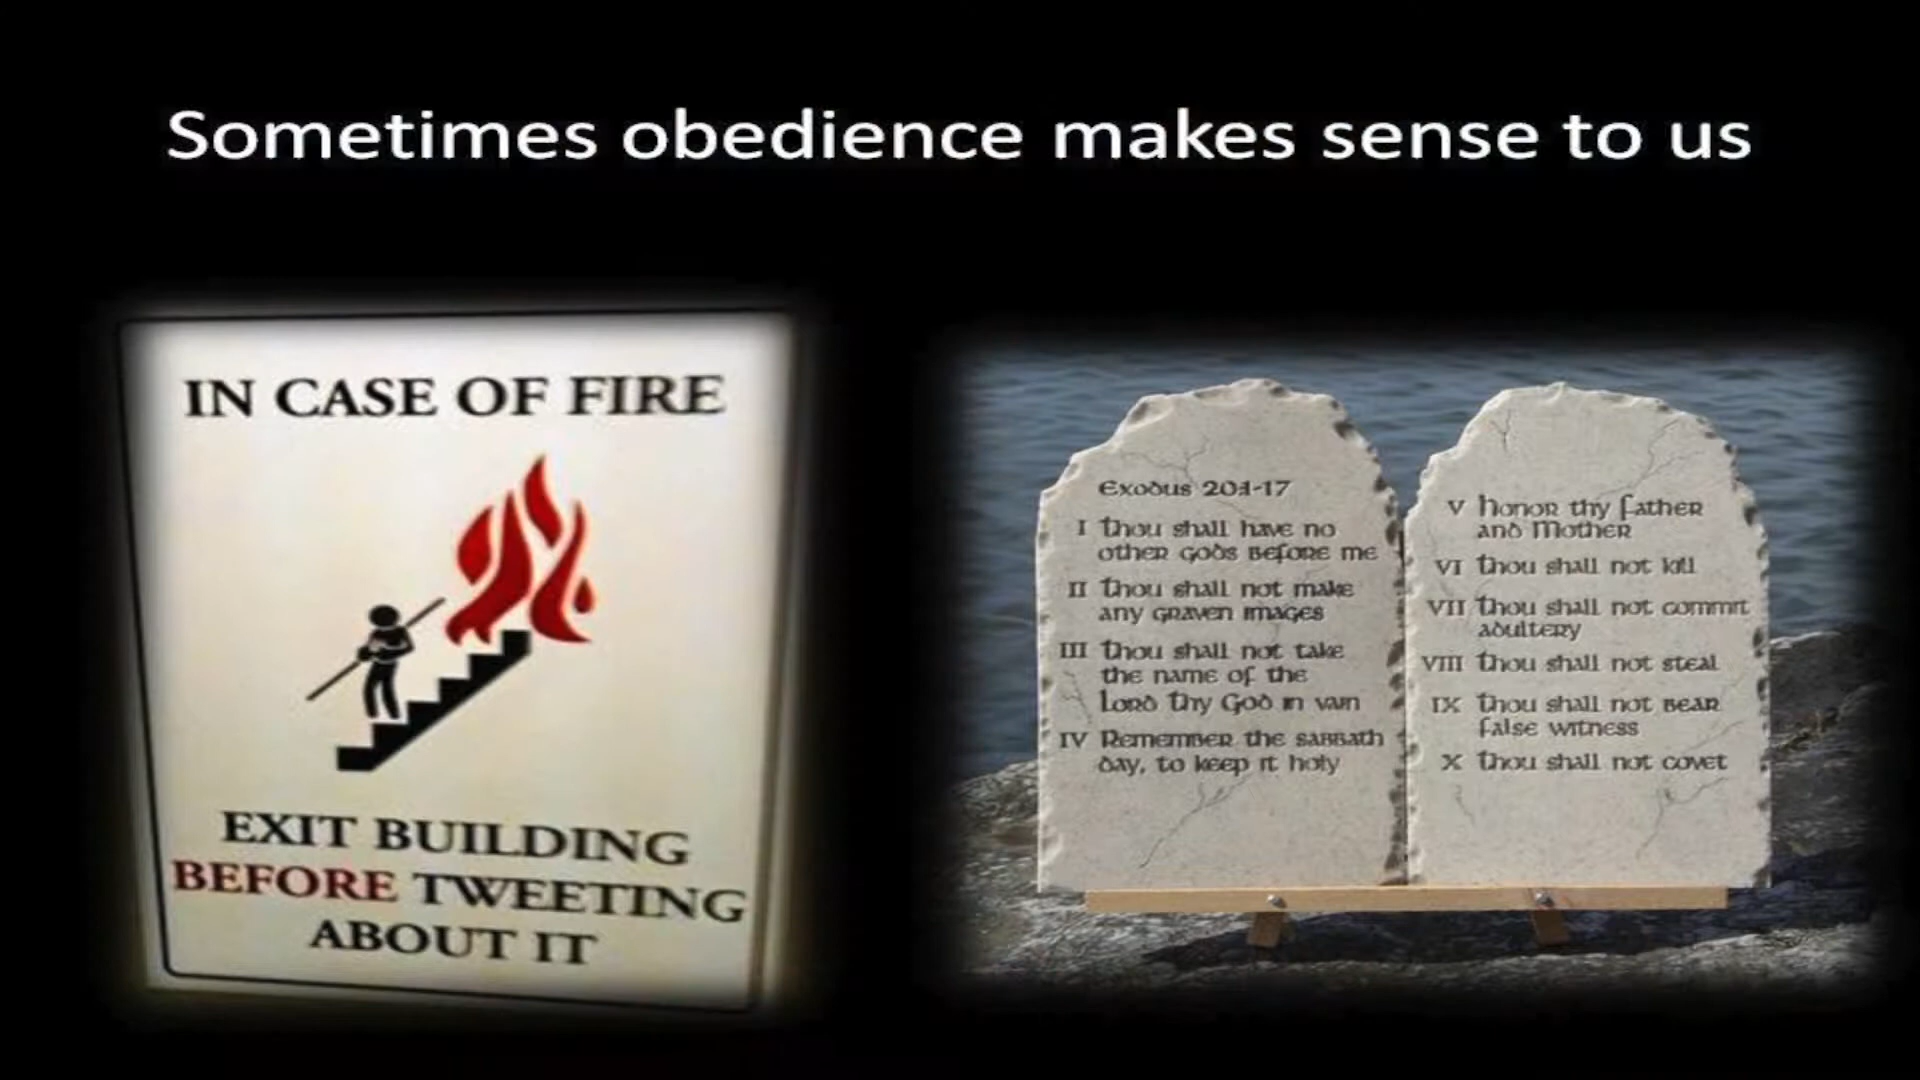 Sometimes obedience makes sense to us
IN CASE OF FIRE
EXIT BUILDING
BEFORE TWEETING
ABOUT IT
Exodus 20:1-17
I Thou shall have no
other gods before me
II Thou shall not make
any graven images
III Thou shall not take
the name of the
Lord thy God in vain
IV Remember the sabbath
day, to keep it holy
V Honor thy father
and Mother
VI Thou shall not kill
VII Thou shall not commit
adultery
VIII Thou shall not steal
IX Thou shall not bear
false witness
X Thou shall not covet